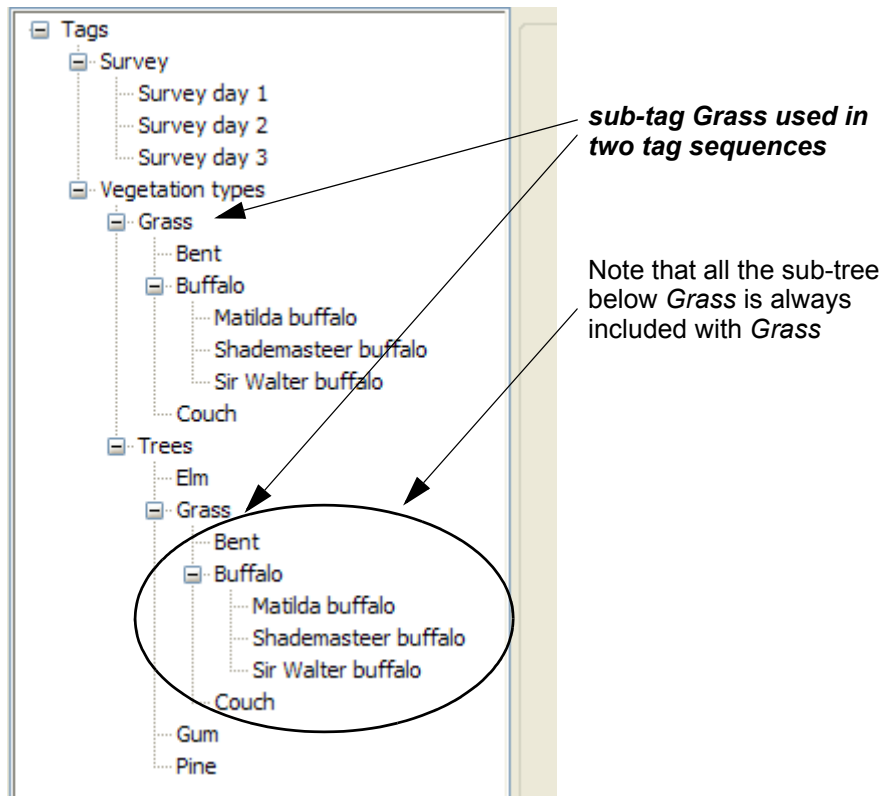 Tags
Survey
Survey day 1
Survey day 2
Survey day 3
Vegetation types
Grass
Bent
Buffalo
Matilda buffalo
Shademasteer buffalo
Sir Walter buffalo
Couch
Trees
Elm
Grass
Bent
Buffalo
Matilda buffalo
Shademasteer buffalo
Sir Walter buffalo
Couch
Gum
Pine
sub-tag Grass used in
two tag sequences
Note that all the sub-tree
below Grass is always
included with Grass